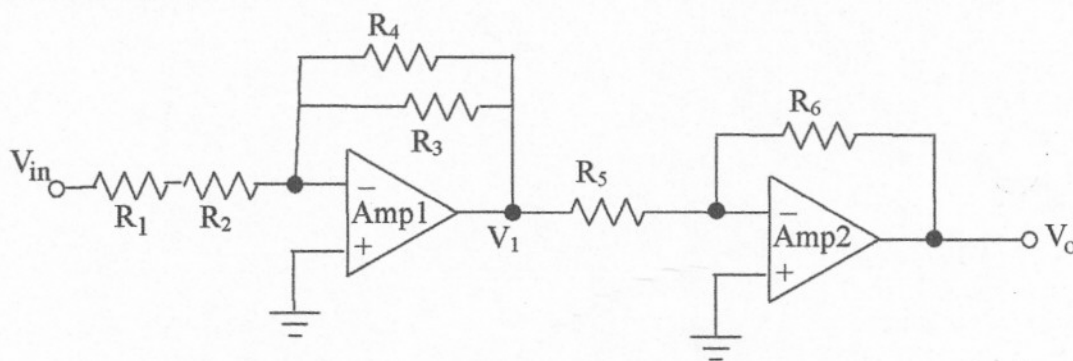 R4
R3
R6
Vin
R5
R1
R2
−
Amp1
+
V1
−
Amp2
+
Vo